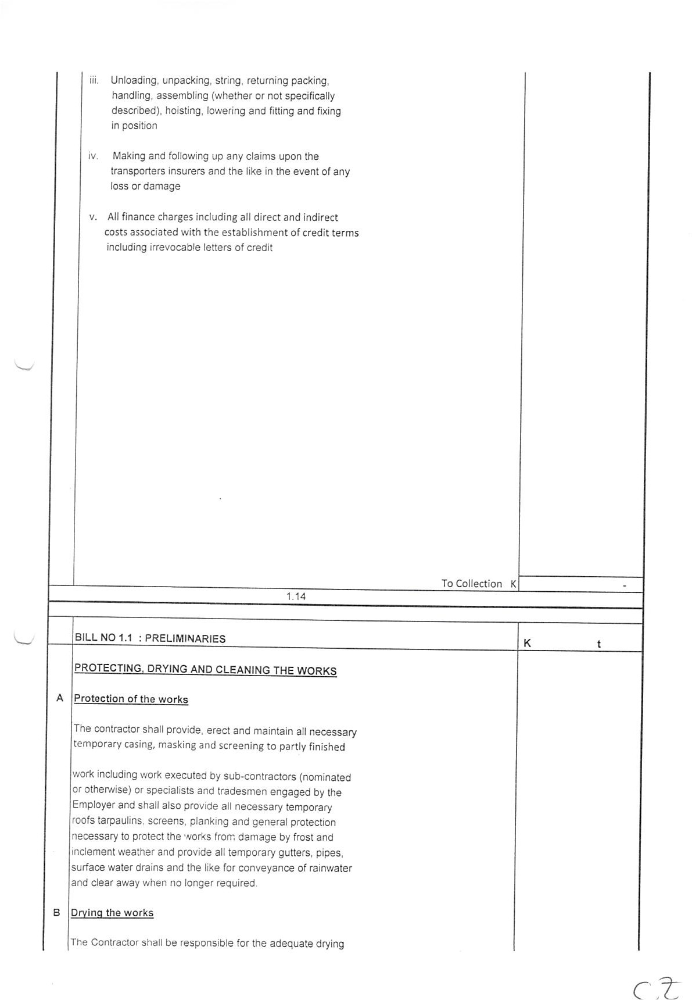 iii. Unloading, unpacking, string, returning packing,
handling, assembling (whether or not specifically
described), hoisting, lowering and fitting and fixing
in position
iv. Making and following up any claims upon the
transporters insurers and the like in the event of any
loss or damage
v. All finance charges including all direct and indirect
costs associated with the establishment of credit terms
including irrevocable letters of credit
To Collection K -
1.14
BILL NO 1.1 : PRELIMINARIES K t
PROTECTING, DRYING AND CLEANING THE WORKS
A Protection of the works
The contractor shall provide, erect and maintain all necessary
temporary casing, masking and screening to partly finished
work including work executed by sub-contractors (nominated
or otherwise) or specialists and tradesmen engaged by the
Employer and shall also provide all necessary temporary
roofs tarpaulins, screens, planking and general protection
necessary to protect the works from damage by frost and
inclement weather and provide all temporary gutters, pipes,
surface water drains and the like for conveyance of rainwater
and clear away when no longer required.
B Drying the works
The Contractor shall be responsible for the adequate drying